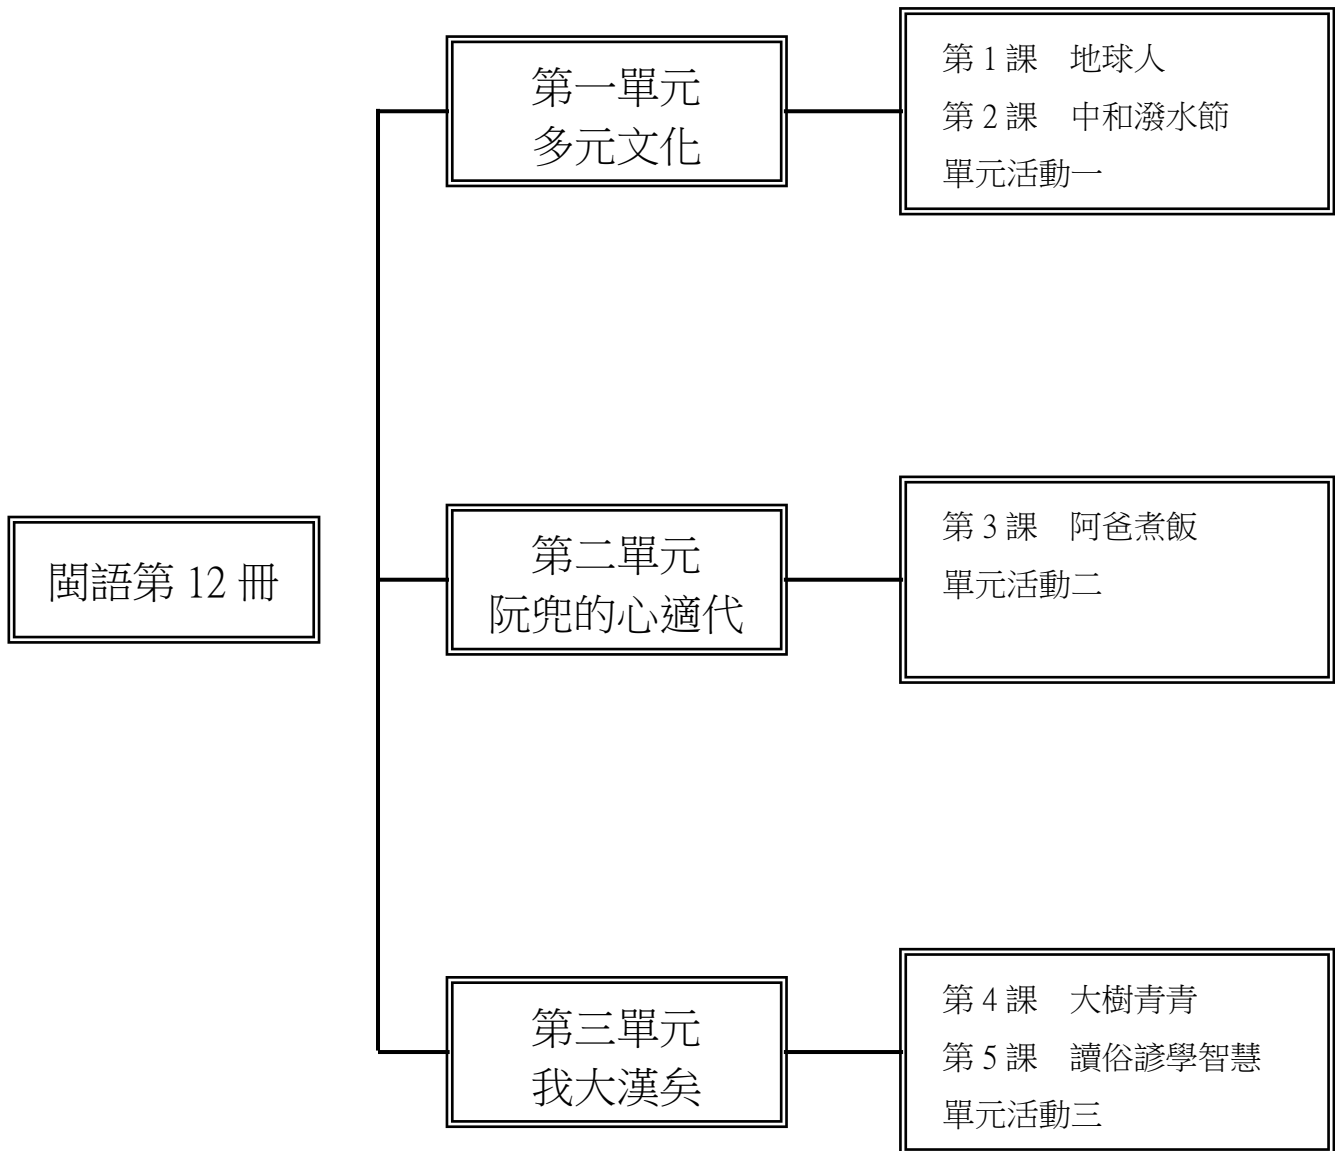 閩語第 12 冊
第一單元
多元文化
第 1 課　地球人
第 2 課　中和潑水節
單元活動一
第二單元
阮兜的心適代
第 3 課　阿爸煮飯
單元活動二
第三單元
我大漢矣
第 4 課　大樹青青
第 5 課　讀俗諺學智慧
單元活動三